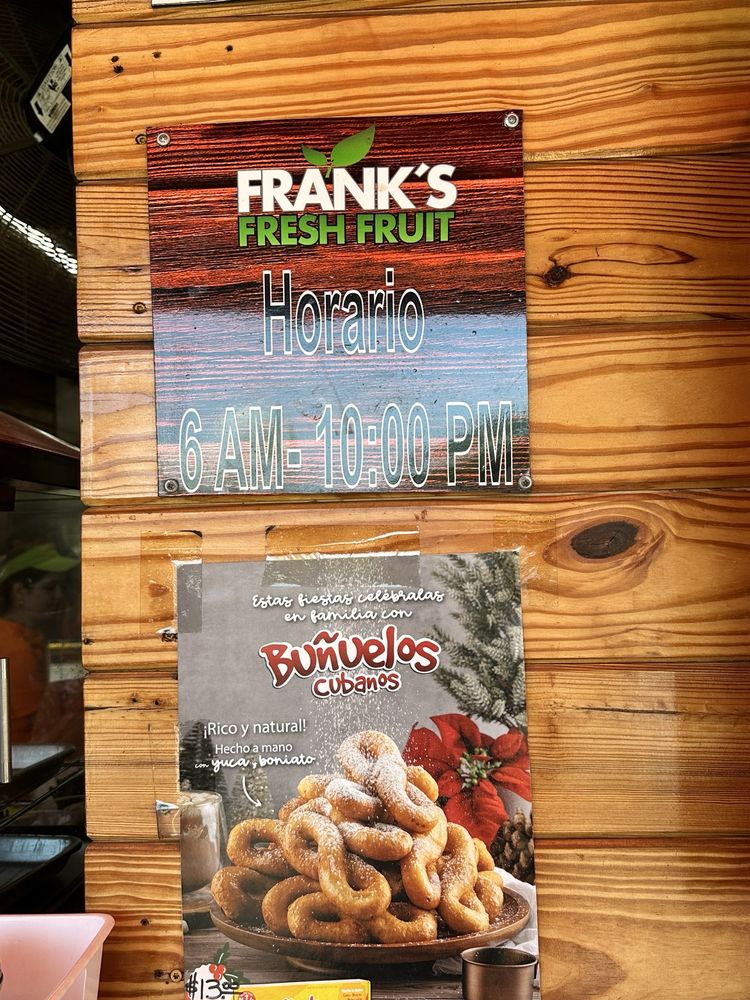 FRANK'S
FRESH FRUIT
Horario
6 AM- 10:00 PM
Estas fiestas celébralas
en familia con
Buñuelos
cubanos
¡Rico y natural!
Hecho a mano
con yuca y boniato
$13